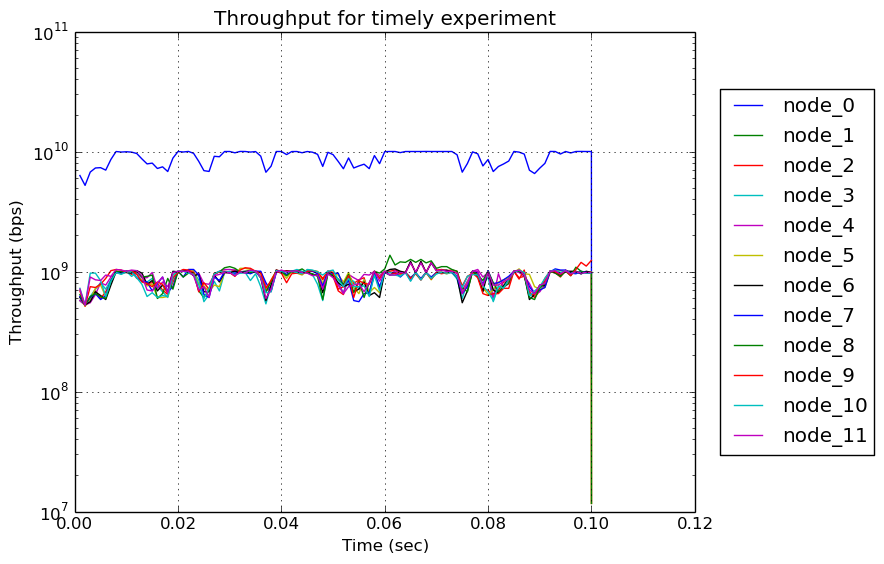 Throughput for timely experiment
Throughput (bps)
10^11
10^10
10^9
10^8
10^7
0.00 0.02 0.04 0.06 0.08 0.10 0.12
Time (sec)
node_0
node_1
node_2
node_3
node_4
node_5
node_6
node_7
node_8
node_9
node_10
node_11